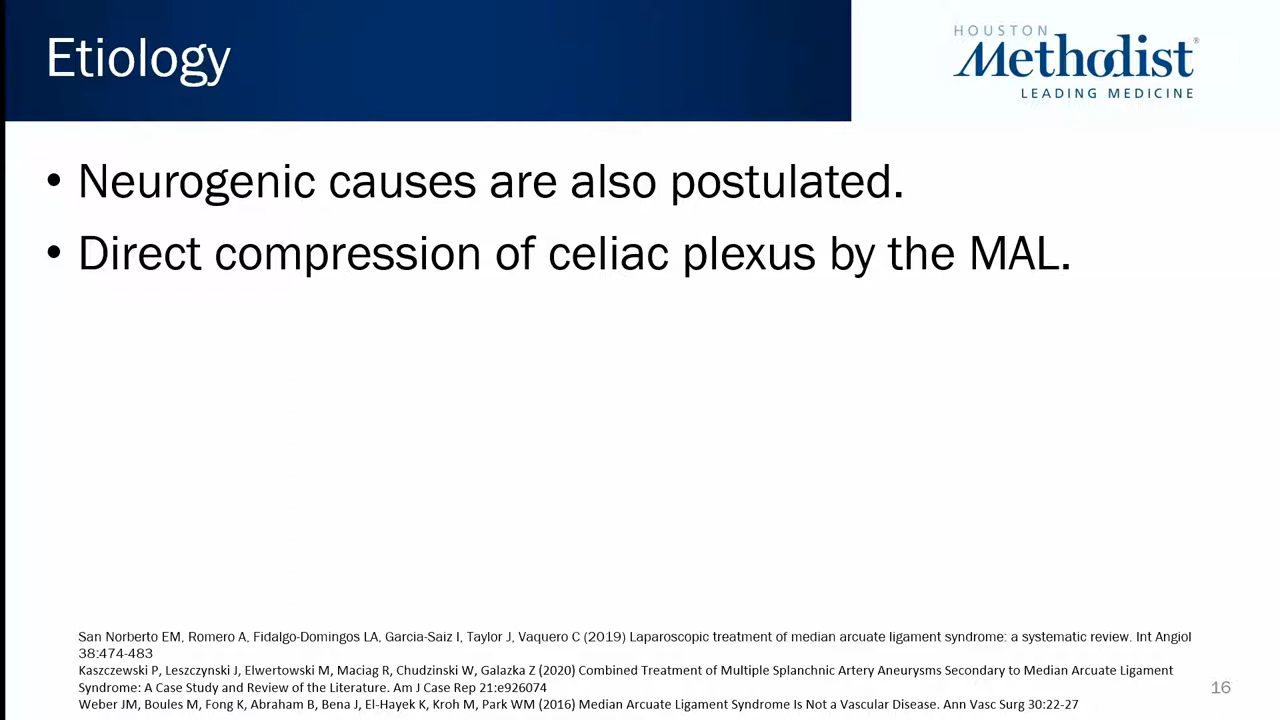 Etiology
HOUSTON
Methodist®
LEADING MEDICINE
• Neurogenic causes are also postulated.
• Direct compression of celiac plexus by the MAL.
San Norberto EM, Romero A, Fidalgo-Domingos LA, Garcia-Saiz I, Taylor J, Vaquero C (2019) Laparoscopic treatment of median arcuate ligament syndrome: a systematic review. Int Angiol
38:474-483
Kaszczewski P, Leszczynski J, Elwertowski M, Maciag R, Chudzinski W, Galazka Z (2020) Combined Treatment of Multiple Splanchnic Artery Aneurysms Secondary to Median Arcuate Ligament
Syndrome: A Case Study and Review of the Literature. Am J Case Rep 21:e926074
Weber JM, Boules M, Fong K, Abraham B, Bena J, El-Hayek K, Kroh M, Park WM (2016) Median Arcuate Ligament Syndrome Is Not a Vascular Disease. Ann Vasc Surg 30:22-27
16